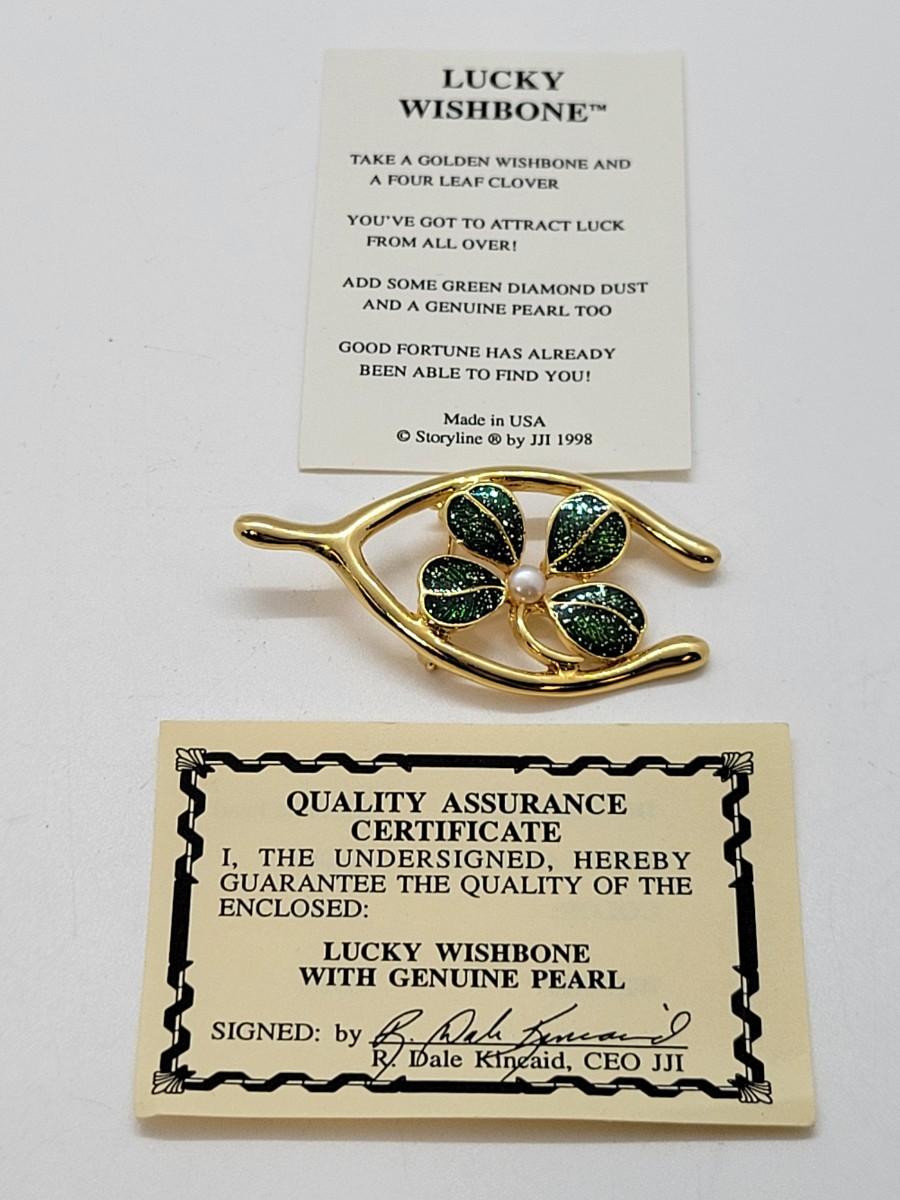 LUCKY
WISHBONE™
TAKE A GOLDEN WISHBONE AND
A FOUR LEAF CLOVER
YOU'VE GOT TO ATTRACT LUCK
FROM ALL OVER!
ADD SOME GREEN DIAMOND DUST
AND A GENUINE PEARL TOO
GOOD FORTUNE HAS ALREADY
BEEN ABLE TO FIND YOU!
Made in USA
© Storyline ® by JJI 1998
QUALITY ASSURANCE
CERTIFICATE
I, THE UNDERSIGNED, HEREBY
GUARANTEE THE QUALITY OF THE
ENCLOSED:
LUCKY WISHBONE
WITH GENUINE PEARL
SIGNED: by R. Dale Kincaid
R. Dale Kincaid, CEO JJI